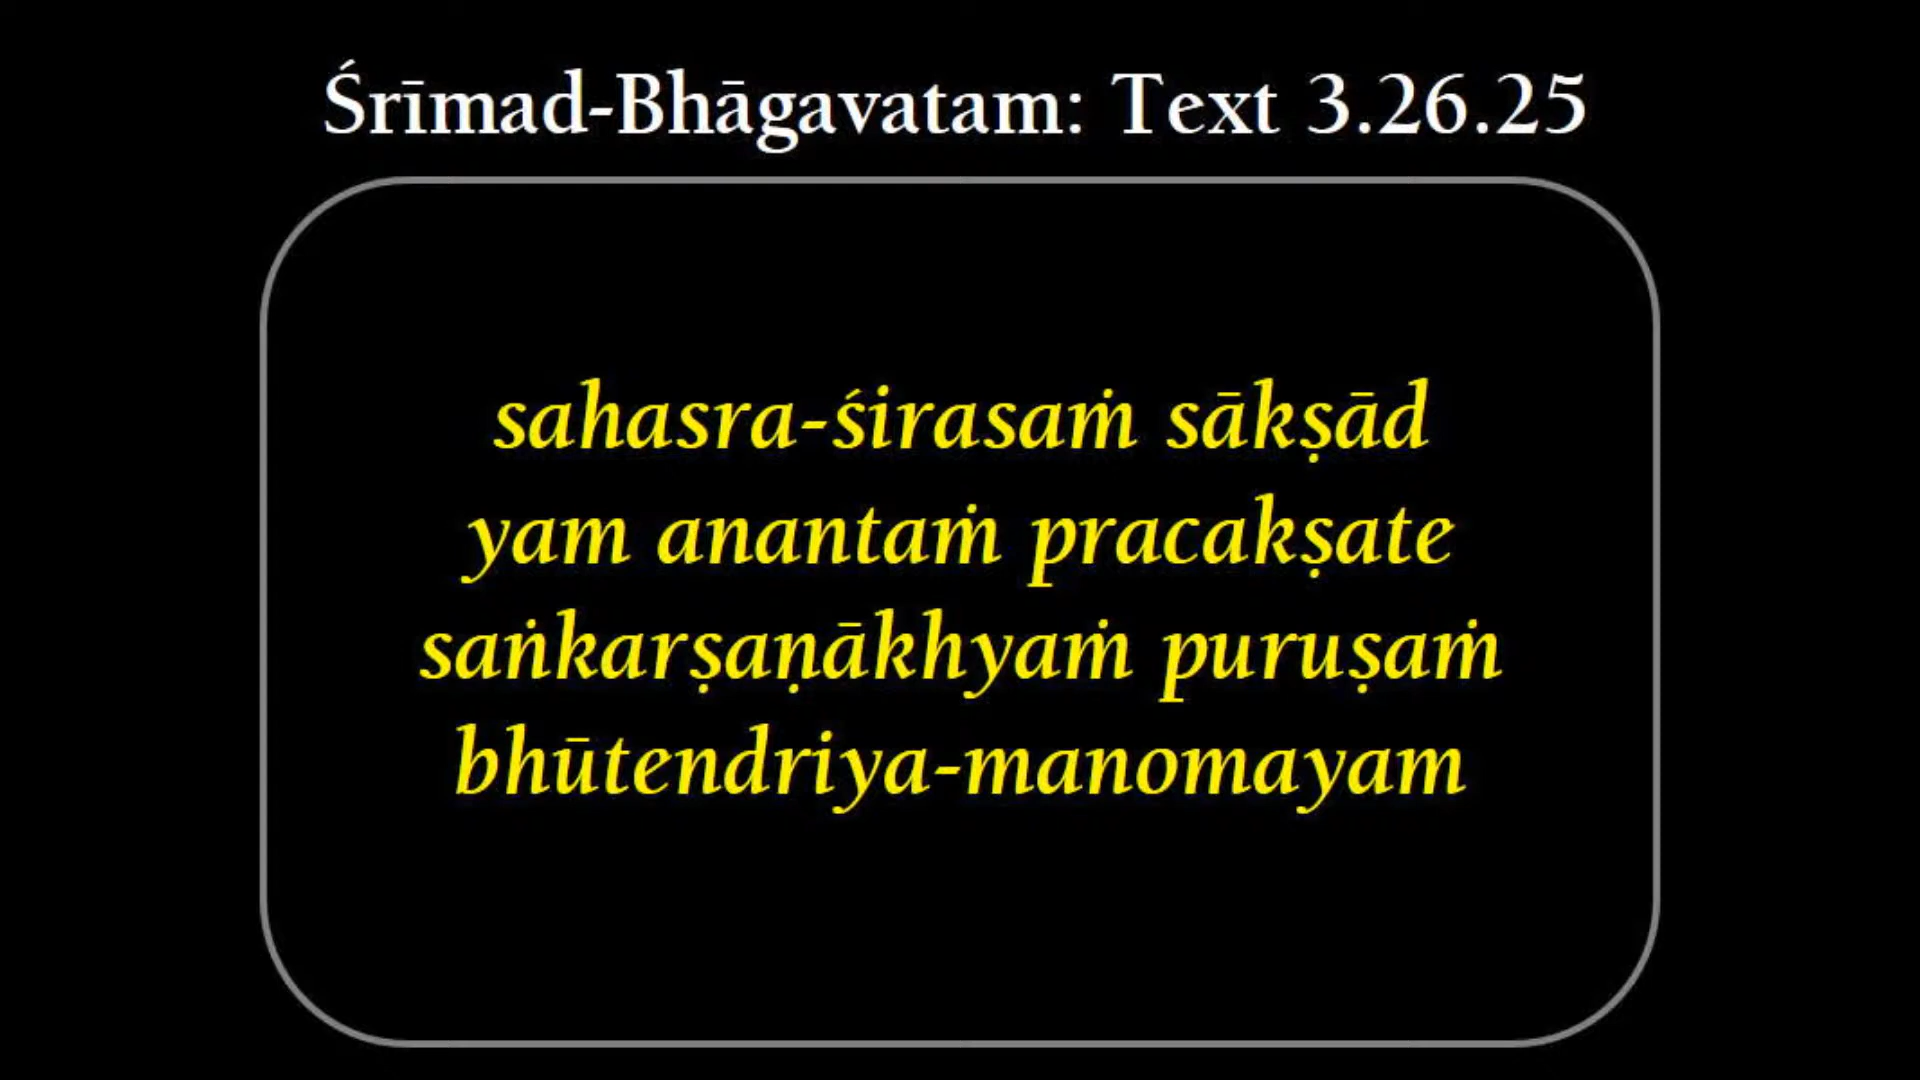 Śrīmad-Bhāgavatam: Text 3.26.25
sahasra-śirasaṁ sākṣād
yam anantaṁ pracakṣate
saṅkarṣaṇākhyaṁ puruṣaṁ
bhūtendriya-manomayam